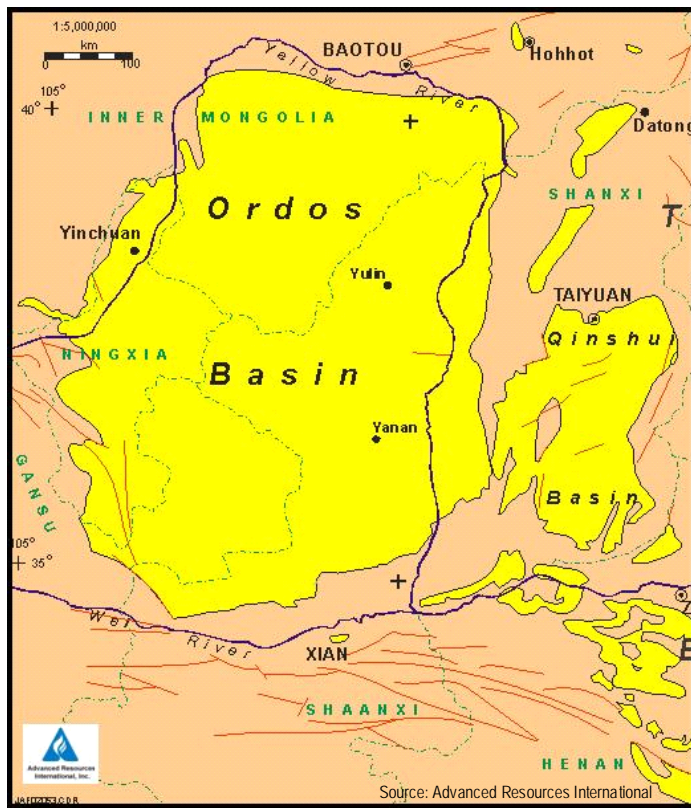 1:5,000,000
km
0 100
105°
40°
BAOTOU
Hohhot
Yellow River
INNER MONGOLIA
Datong
Ordos
SHANXI
T
Yinchuan
Yulin
TAIYUAN
Qinshui
NINGXIA
Basin
Yanan
GANSU
Basin
105°
35°
Z
Wei River
XIAN
E
SHAANXI
HENAN
Advanced Resources
International, Inc.
Source: Advanced Resources International
JAF02053.CDR